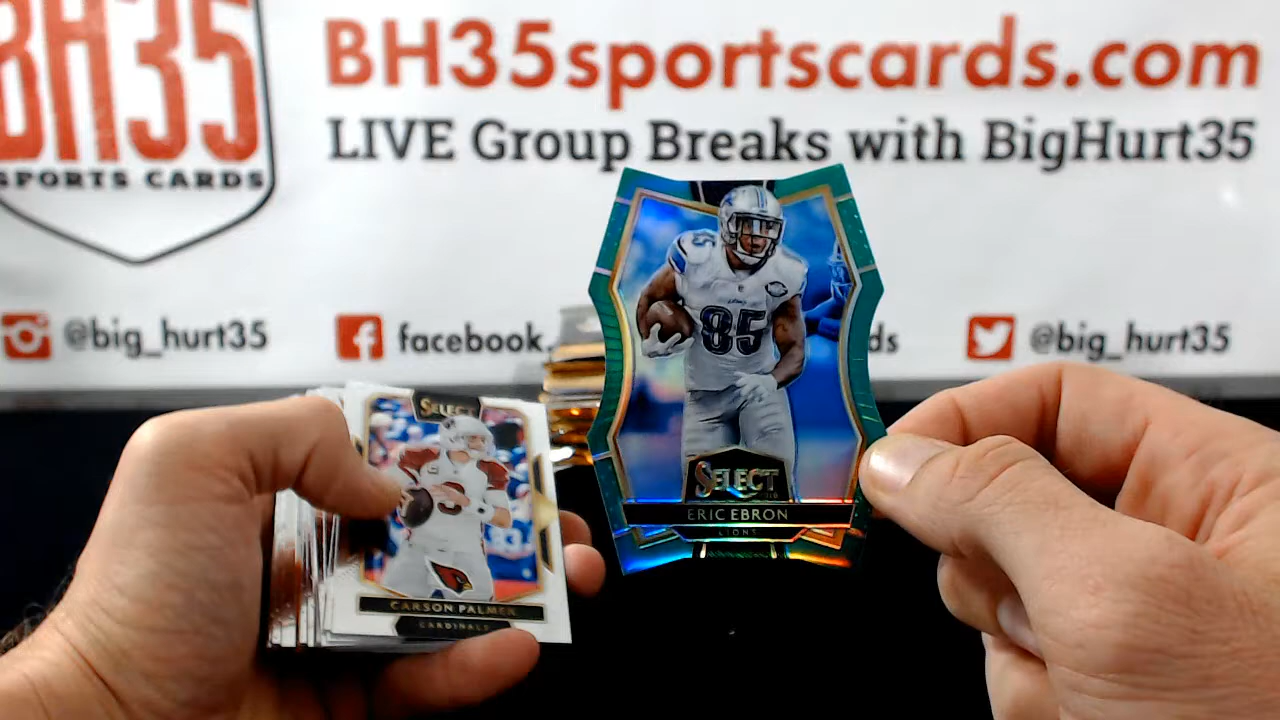 BH35
SPORTS CARDS
BH35sportscards.com
LIVE Group Breaks with BigHurt35
@big_hurt35
facebook.
ds
@big_hurt35
85
85
SELECT
ERIC EBRON
LIONS
SELECT
CARSON PALMER
CARDINALS